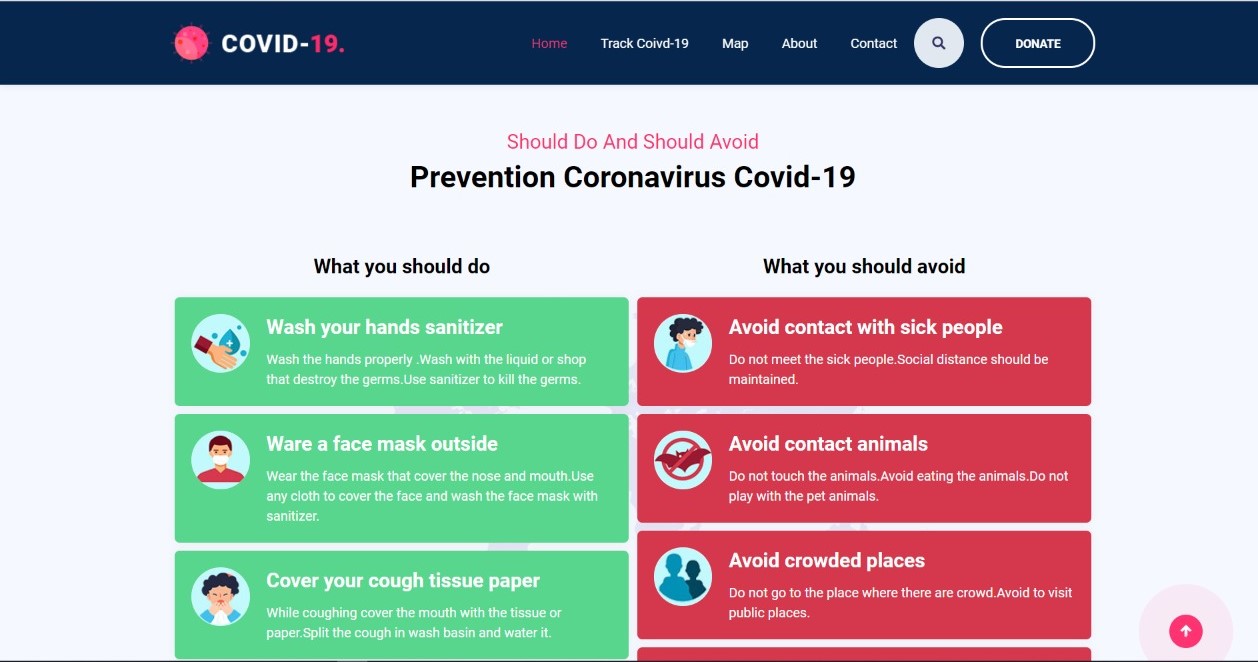 COVID-19.
Home
Track Coivd-19
Map
About
Contact
DONATE
Should Do And Should Avoid
Prevention Coronavirus Covid-19
What you should do
Wash your hands sanitizer
Wash the hands properly .Wash with the liquid or shop
that destroy the germs.Use sanitizer to kill the germs.
Ware a face mask outside
Wear the face mask that cover the nose and mouth.Use
any cloth to cover the face and wash the face mask with
sanitizer.
Cover your cough tissue paper
While coughing cover the mouth with the tissue or
paper.Split the cough in wash basin and water it.
What you should avoid
Avoid contact with sick people
Do not meet the sick people.Social distance should be
maintained.
Avoid contact animals
Do not touch the animals.Avoid eating the animals.Do not
play with the pet animals.
Avoid crowded places
Do not go to the place where there are crowd.Avoid to visit
public places.